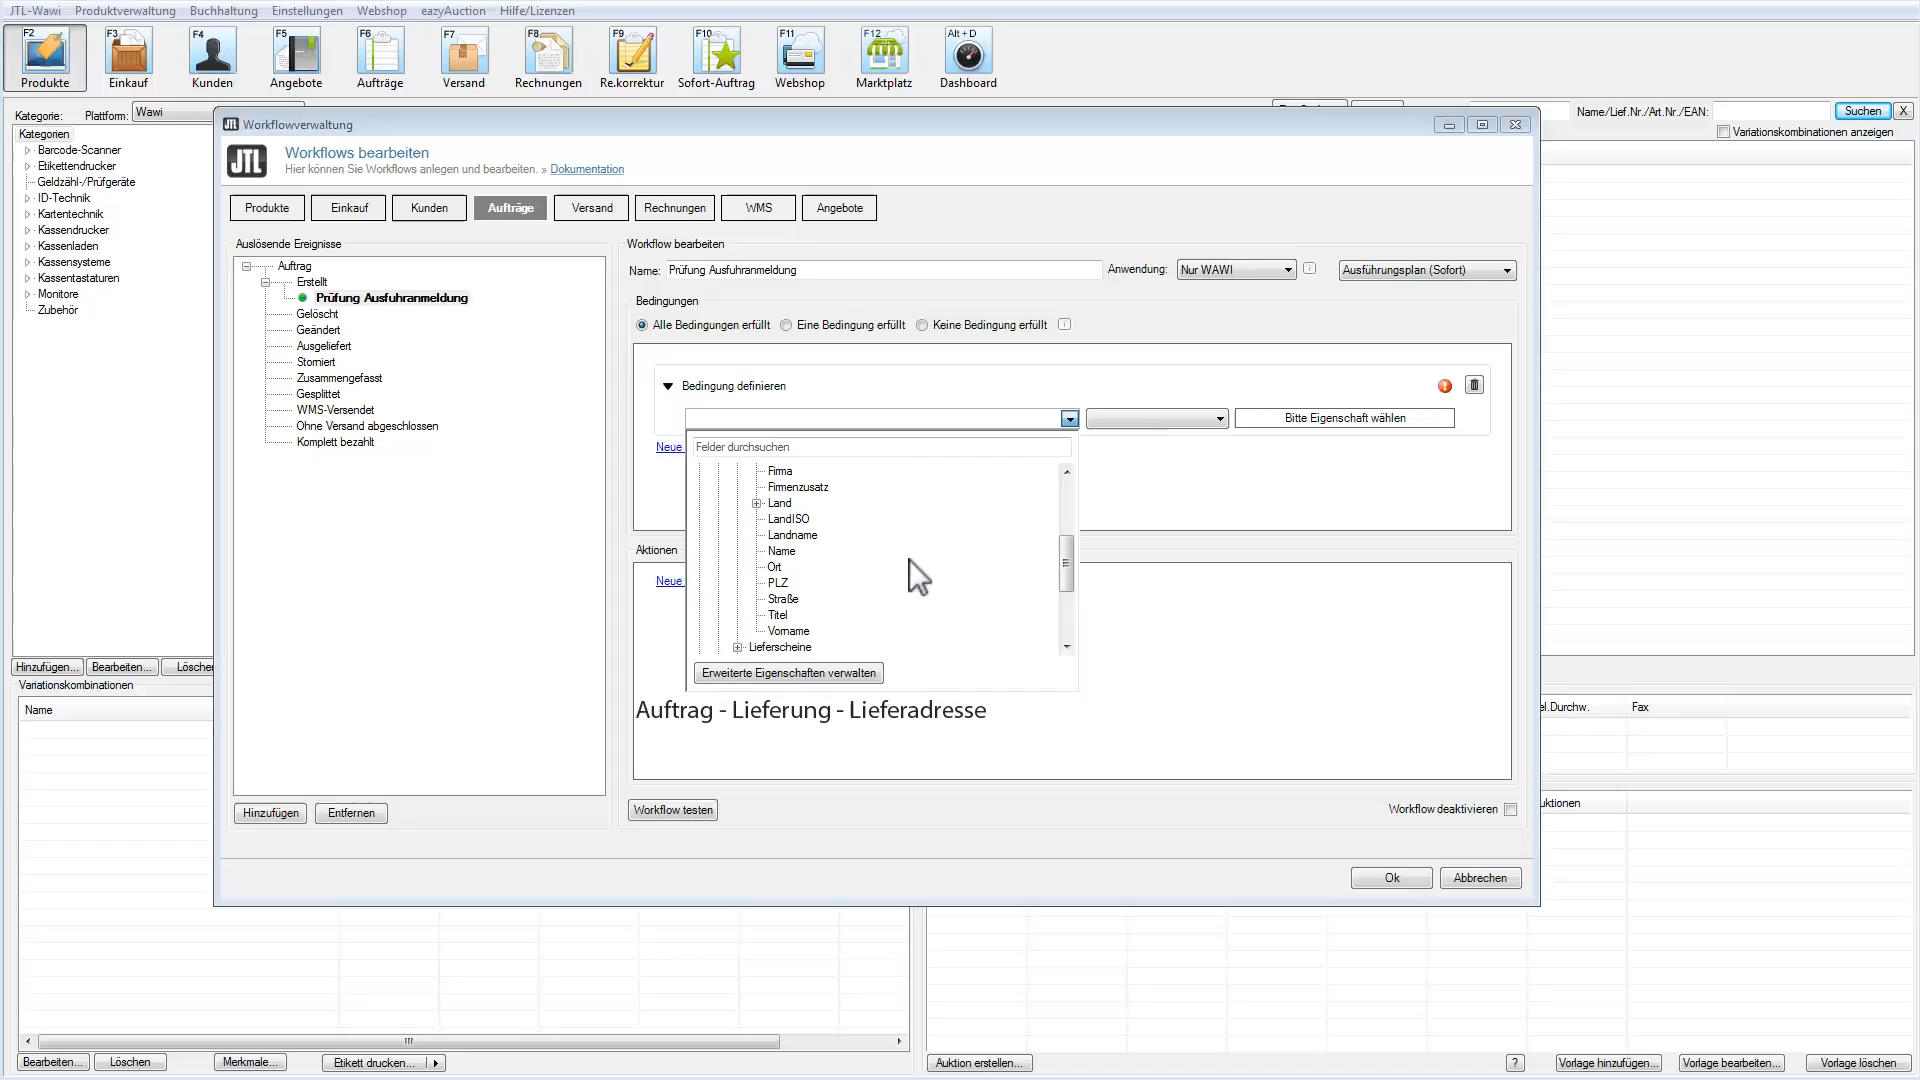 JTL-Wawi Produktverwaltung Buchhaltung Einstellungen Webshop eazyAuction Hilfe/Lizenzen
F2 F3 F4 F5 F6 F7 F8 F9 F10 F11 F12 Alt + D
Produkte Einkauf Kunden Angebote Aufträge Versand Rechnungen Re.korrektur Sofort-Auftrag Webshop Marktplatz Dashboard
Kategorie: Plattform: Wawi
Name/Lief.Nr./Art.Nr./EAN: Suchen X
Variationskombinationen anzeigen
Kategorien
Barcode-Scanner
Etikettendrucker
Geldzähl-/Prüfgeräte
ID-Technik
Kartentechnik
Kassendrucker
Kassenladen
Kassensysteme
Kassentastaturen
Monitore
Zubehör
Hinzufügen... Bearbeiten... Löscher
Variationskombinationen
Name
JTL Workflowverwaltung
JTL
Workflows bearbeiten
Hier können Sie Workflows anlegen und bearbeiten. » Dokumentation
Produkte Einkauf Kunden Aufträge Versand Rechnungen WMS Angebote
Auslösende Ereignisse
Auftrag
Erstellt
Prüfung Ausfuhranmeldung
Gelöscht
Geändert
Ausgeliefert
Storniert
Zusammengefasst
Gesplittet
WMS-Versendet
Ohne Versand abgeschlossen
Komplett bezahlt
Hinzufügen Entfernen
Workflow bearbeiten
Name: Prüfung Ausfuhranmeldung Anwendung: Nur WAWI Ausführungsplan (Sofort)
Bedingungen
Alle Bedingungen erfüllt Eine Bedingung erfüllt Keine Bedingung erfüllt
Bedingung definieren
Bitte Eigenschaft wählen
Neue
Felder durchsuchen
Firma
Firmenzusatz
Land
LandISO
Landname
Name
Ort
PLZ
Straße
Titel
Vorname
Lieferscheine
Erweiterte Eigenschaften verwalten
Aktionen
Neue
Auftrag - Lieferung - Lieferadresse
Workflow testen Workflow deaktivieren
Ok Abbrechen
el.Durchw. Fax
uktionen
Bearbeiten... Löschen Merkmale... Etikett drucken...
Auktion erstellen... ? Vorlage hinzufügen... Vorlage bearbeiten... Vorlage löschen